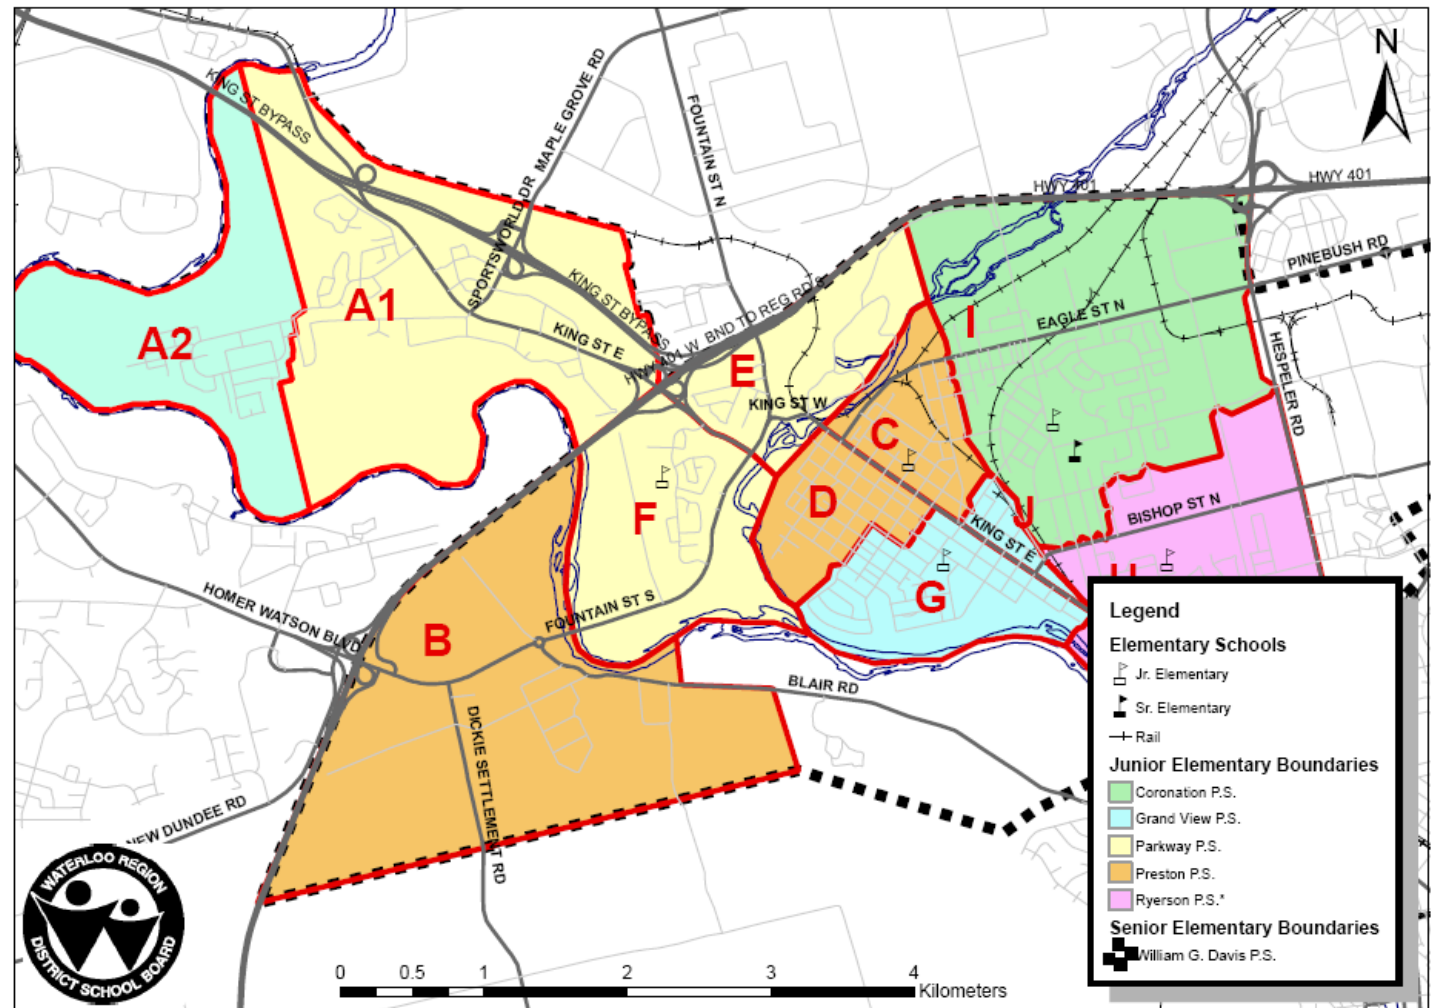 N
KING ST BYPASS
SPORTSWORLD DR
MAPLE GROVE RD
FOUNTAIN ST N
HWY 401
HWY 401
PINEBUSH RD
A1
A2
KING ST BYPASS
KING ST E
HWY 401 W BND TO REG RD 8
E
I
EAGLE ST N
HESPELER RD
KING ST W
C
D
F
J
KING ST E
BISHOP ST N
G
HOMER WATSON BLVD
B
FOUNTAIN ST S
BLAIR RD
DICKIE SETTLEMENT RD
NEW DUNDEE RD
WATERLOO REGION
DISTRICT SCHOOL BOARD
0 0.5 1 2 3 4
Kilometers
Legend
Elementary Schools
Jr. Elementary
Sr. Elementary
Rail
Junior Elementary Boundaries
Coronation P.S.
Grand View P.S.
Parkway P.S.
Preston P.S.
Ryerson P.S.*
Senior Elementary Boundaries
William G. Davis P.S.